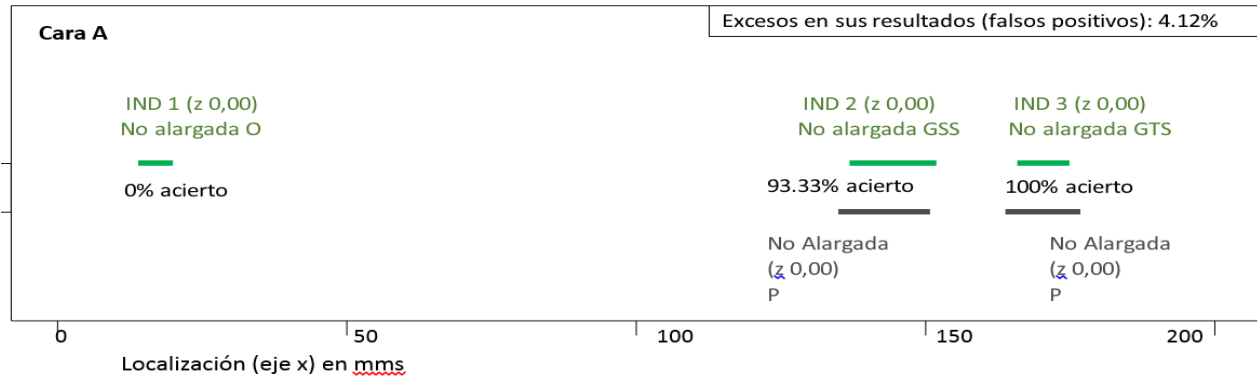 Cara A
Excesos en sus resultados (falsos positivos): 4.12%
IND 1 (z 0,00)
No alargada O
IND 2 (z 0,00)
No alargada GSS
IND 3 (z 0,00)
No alargada GTS
0% acierto
93.33% acierto
100% acierto
No Alargada
(z 0,00)
P
No Alargada
(z 0,00)
P
0
50
100
150
200
Localización (eje x) en mms